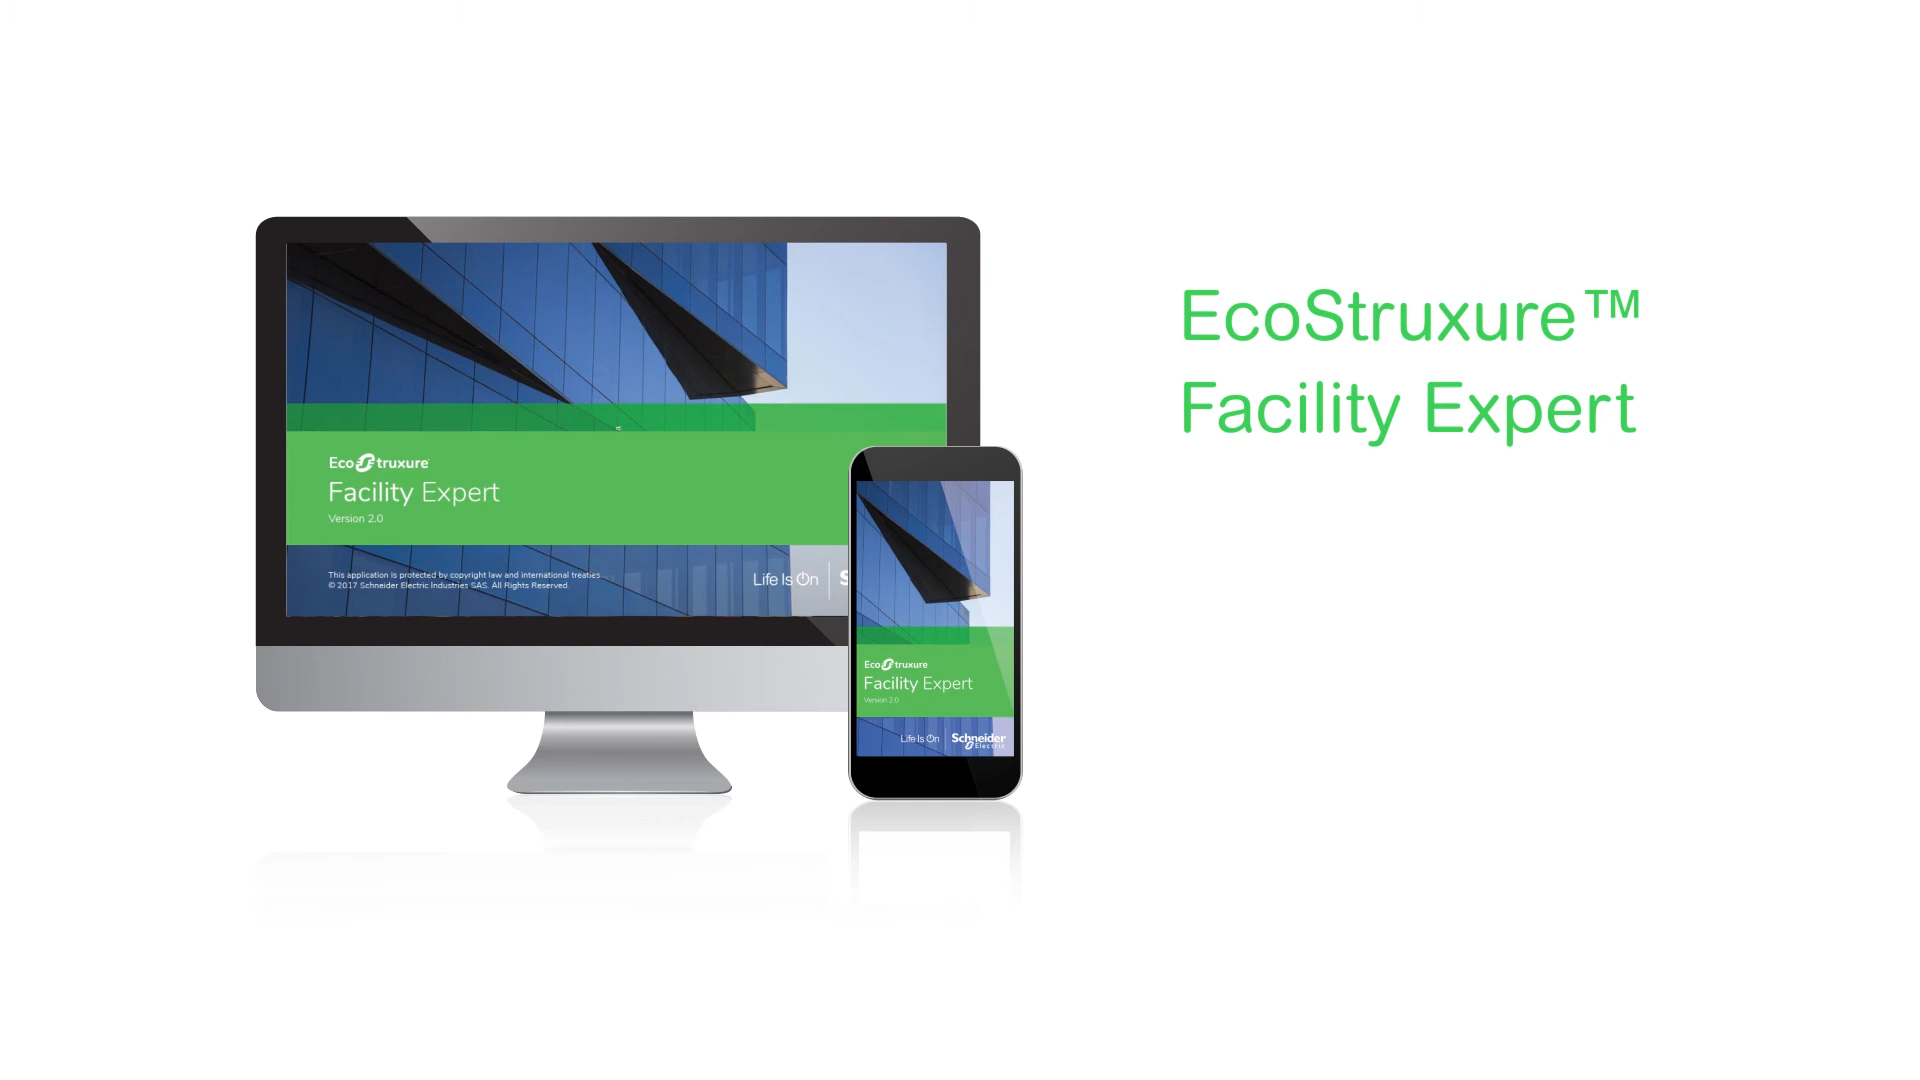 EcoStruxure™
Facility Expert
EcoStruxure
Facility Expert
Version 2.0
This application is protected by copyright law and international treaties
© 2017 Schneider Electric Industries SAS. All Rights Reserved.
Life Is On
S
EcoStruxure
Facility Expert
Version 2.0
Life Is On
Schneider
Electric